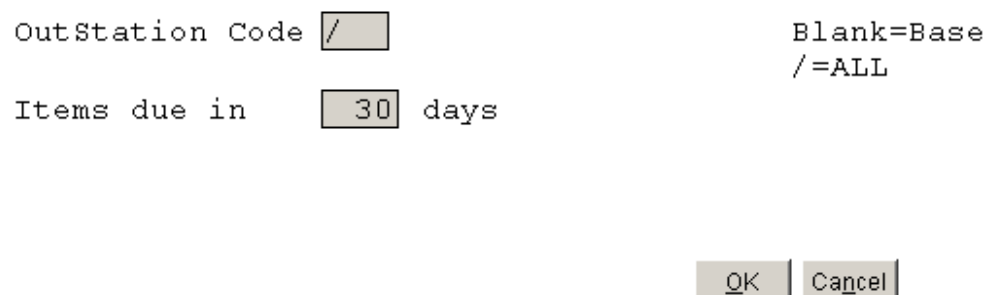 OutStation Code / Blank=Base
/=ALL
Items due in 30 days
OK Cancel